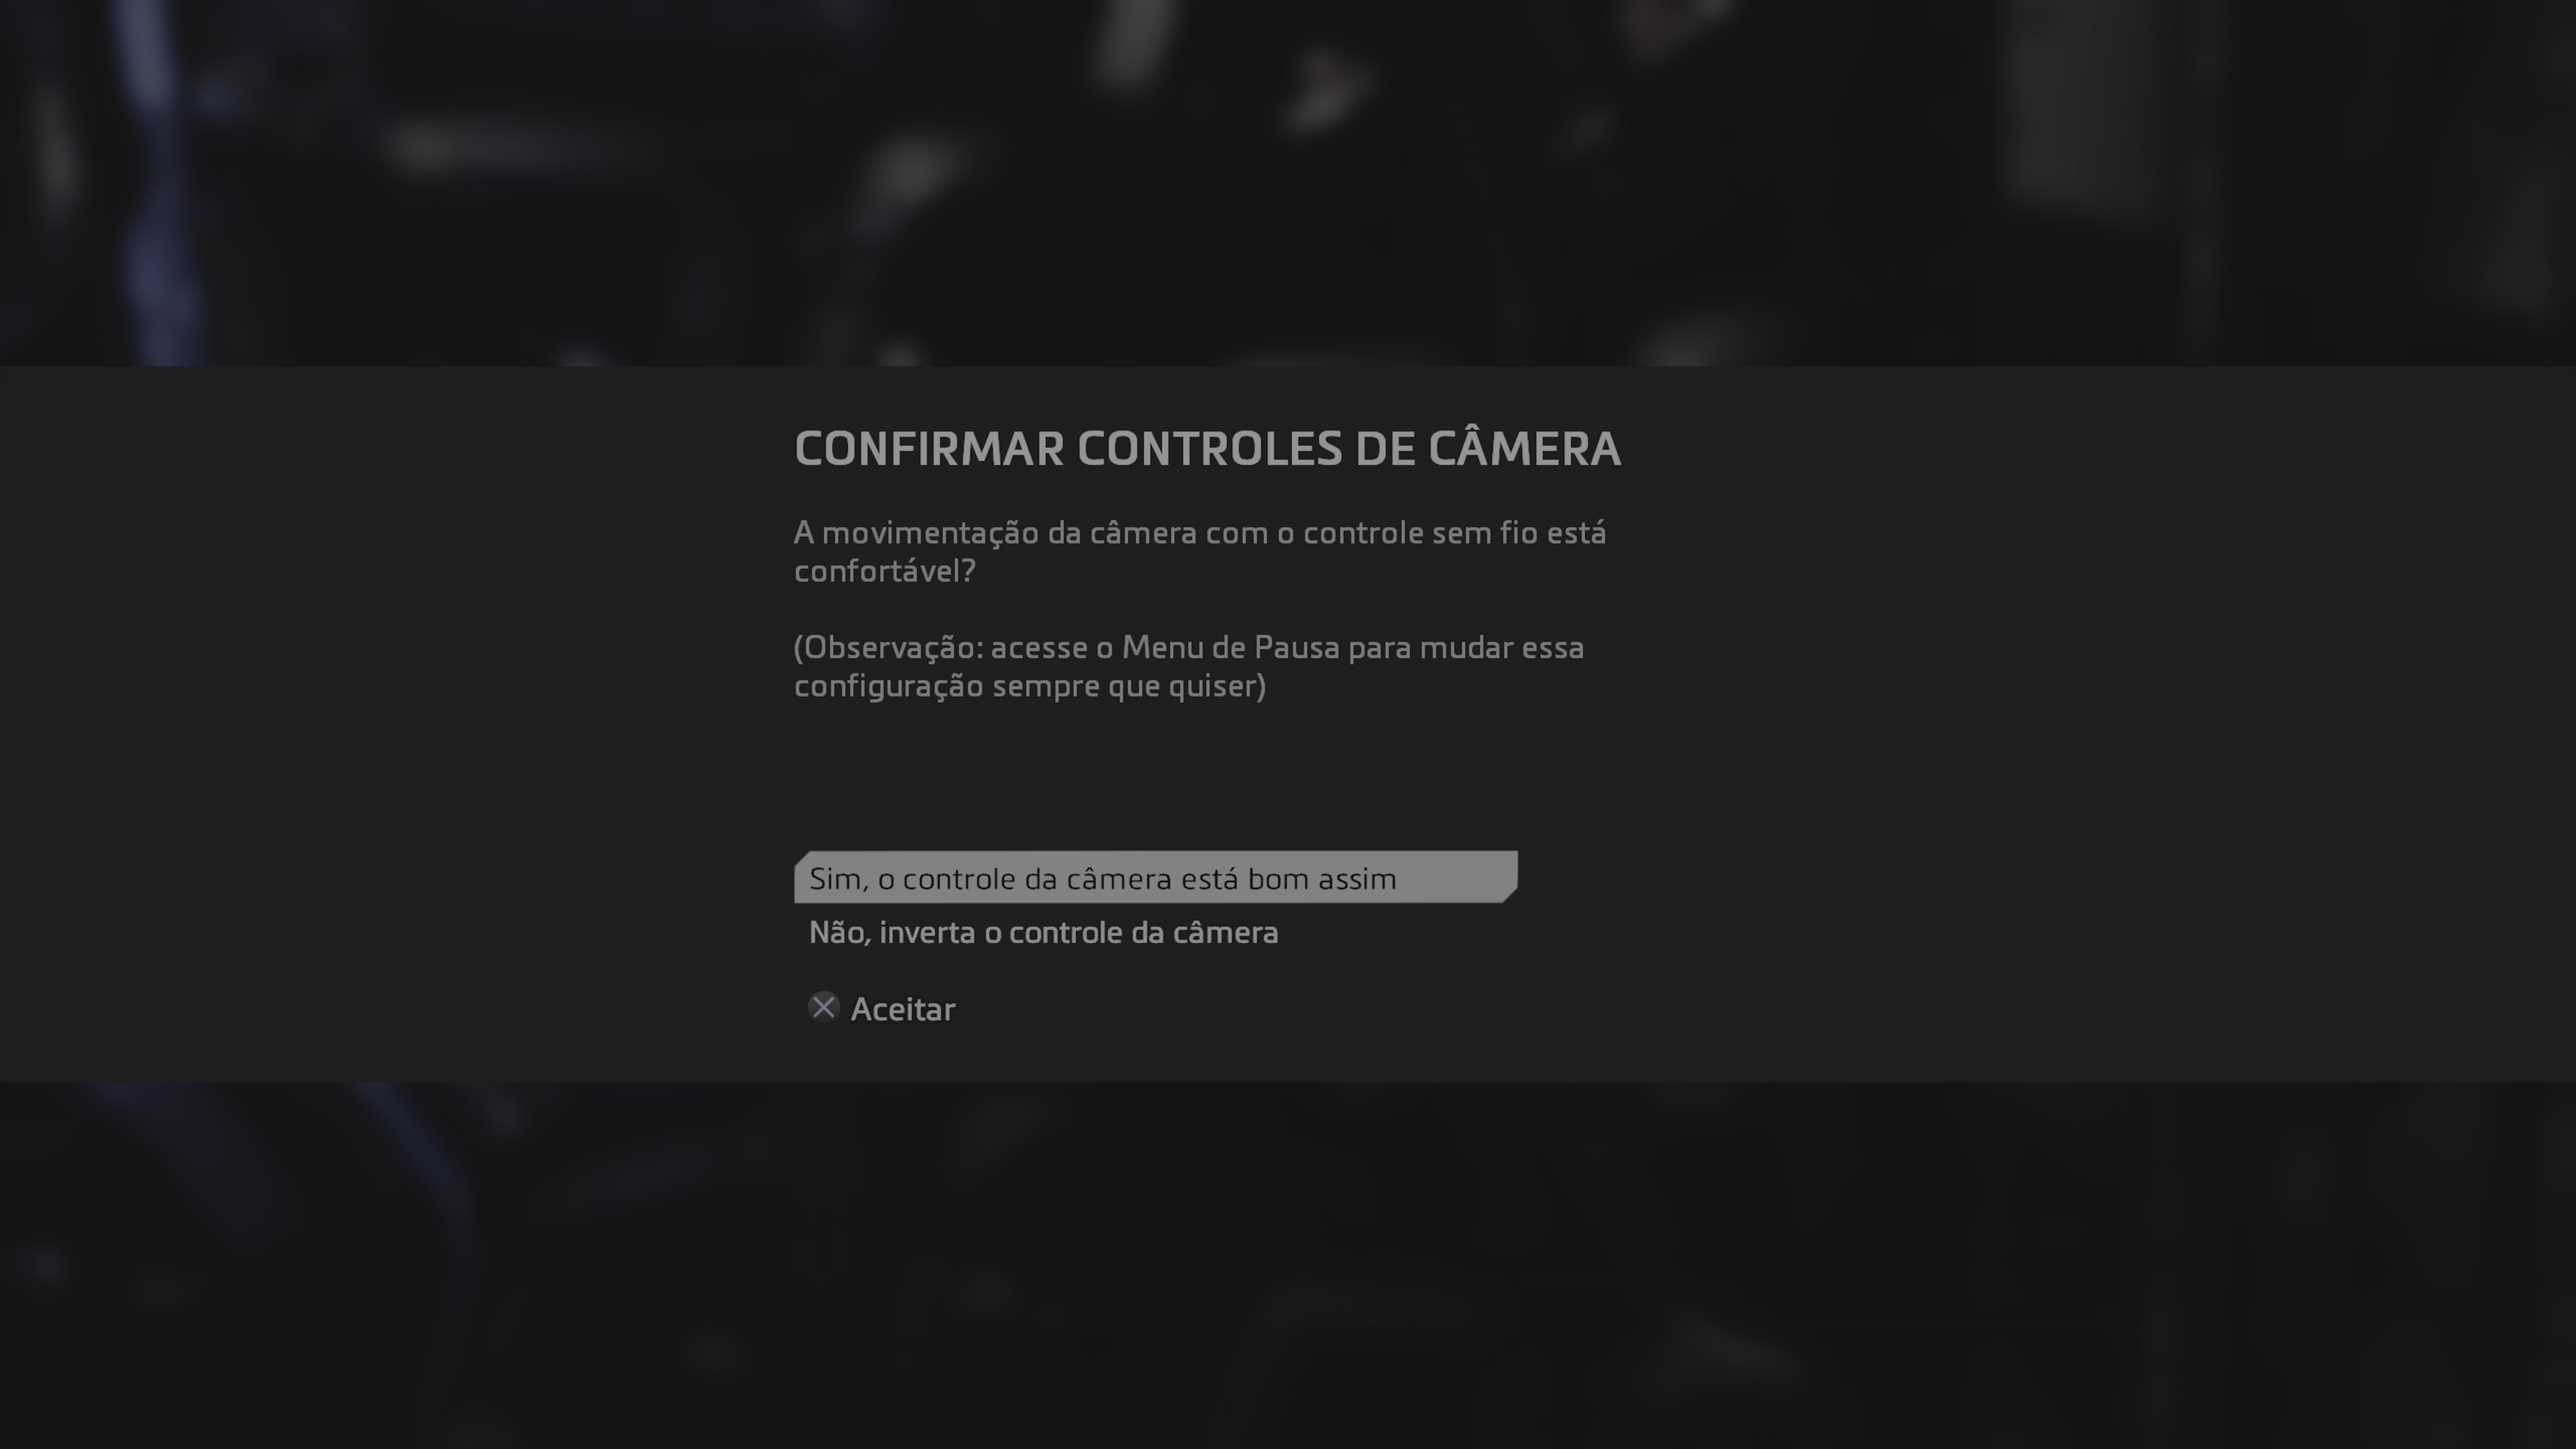 CONFIRMAR CONTROLES DE CÂMERA
A movimentação da câmera com o controle sem fio está
confortável?
(Observação: acesse o Menu de Pausa para mudar essa
configuração sempre que quiser)
Sim, o controle da câmera está bom assim
Não, inverta o controle da câmera
Aceitar